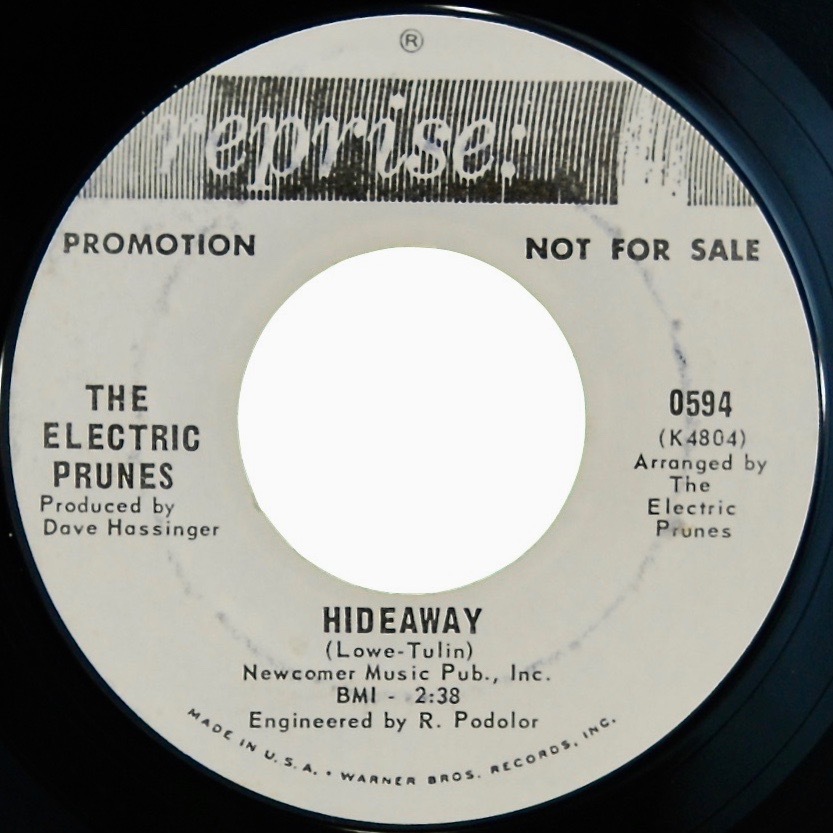 ®
reprise:
PROMOTION
NOT FOR SALE
THE
ELECTRIC
PRUNES
Produced by
Dave Hassinger
0594
(K4804)
Arranged by
The
Electric
Prunes
HIDEAWAY
(Lowe-Tulin)
Newcomer Music Pub., Inc.
BMI - 2:38
Engineered by R. Podolor
MADE IN U.S.A. • WARNER BROS. RECORDS, INC.